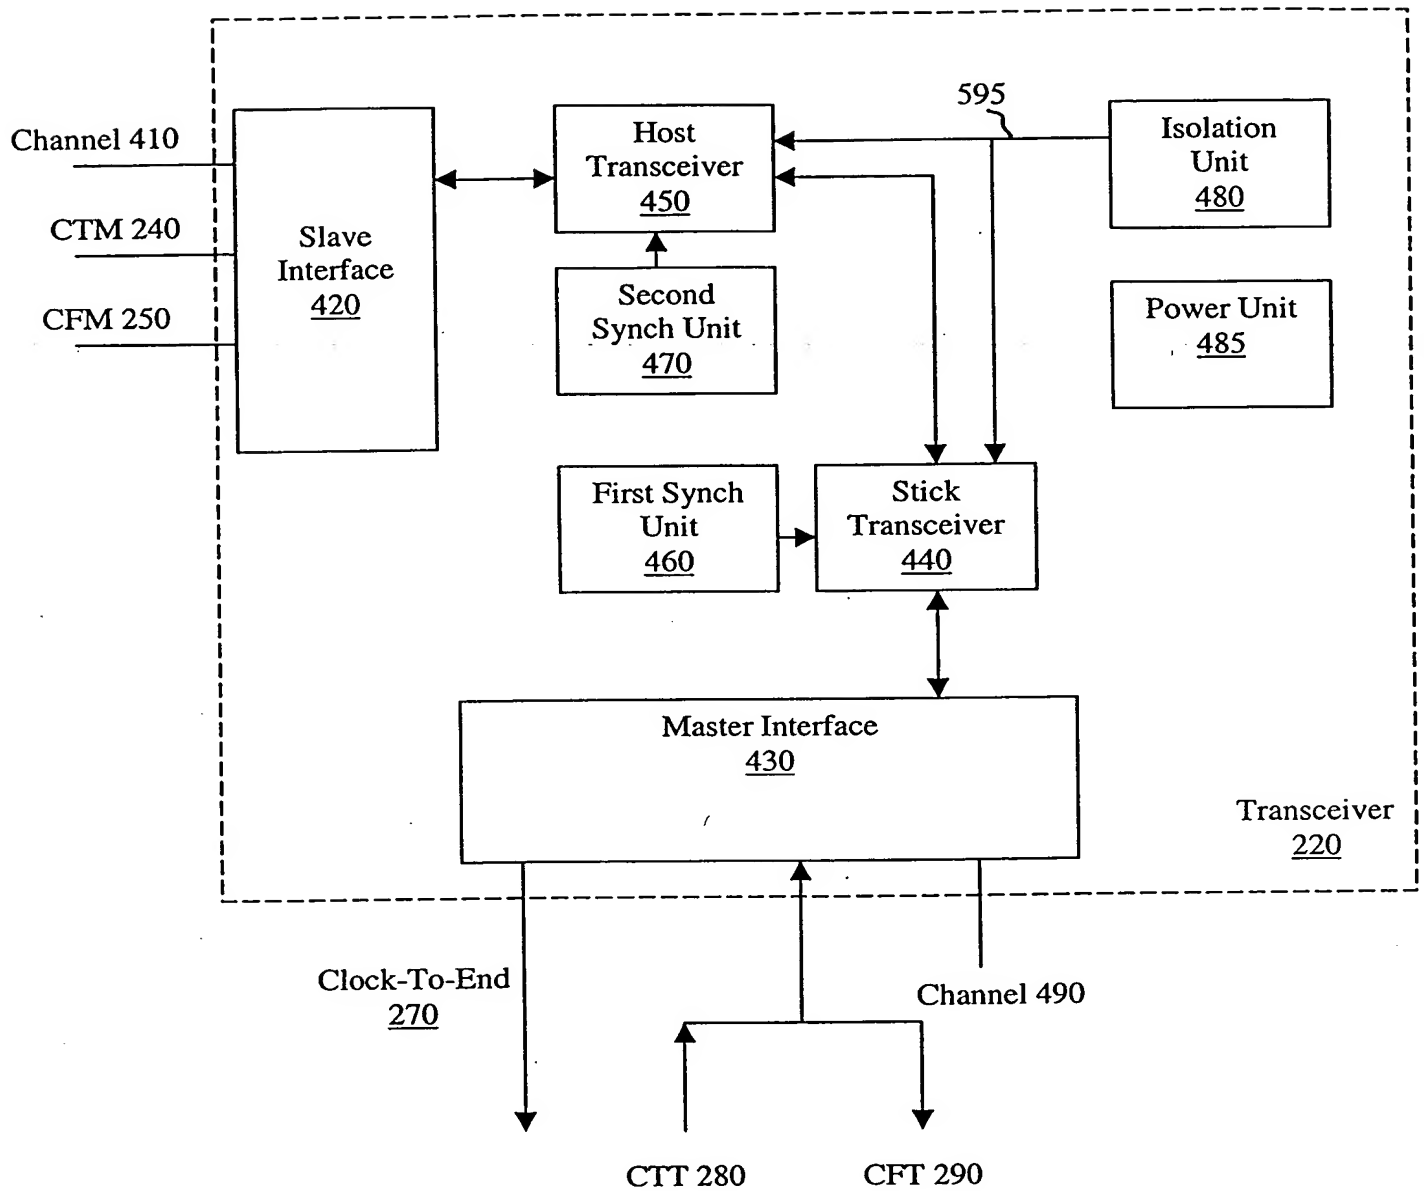 595
Channel 410
CTM 240
CFM 250
Slave
Interface
420
Host
Transceiver
450
Isolation
Unit
480
Second
Synch Unit
470
Power Unit
485
First Synch
Unit
460
Stick
Transceiver
440
Master Interface
430
Transceiver
220
Clock-To-End
270
Channel 490
CTT 280
CFT 290